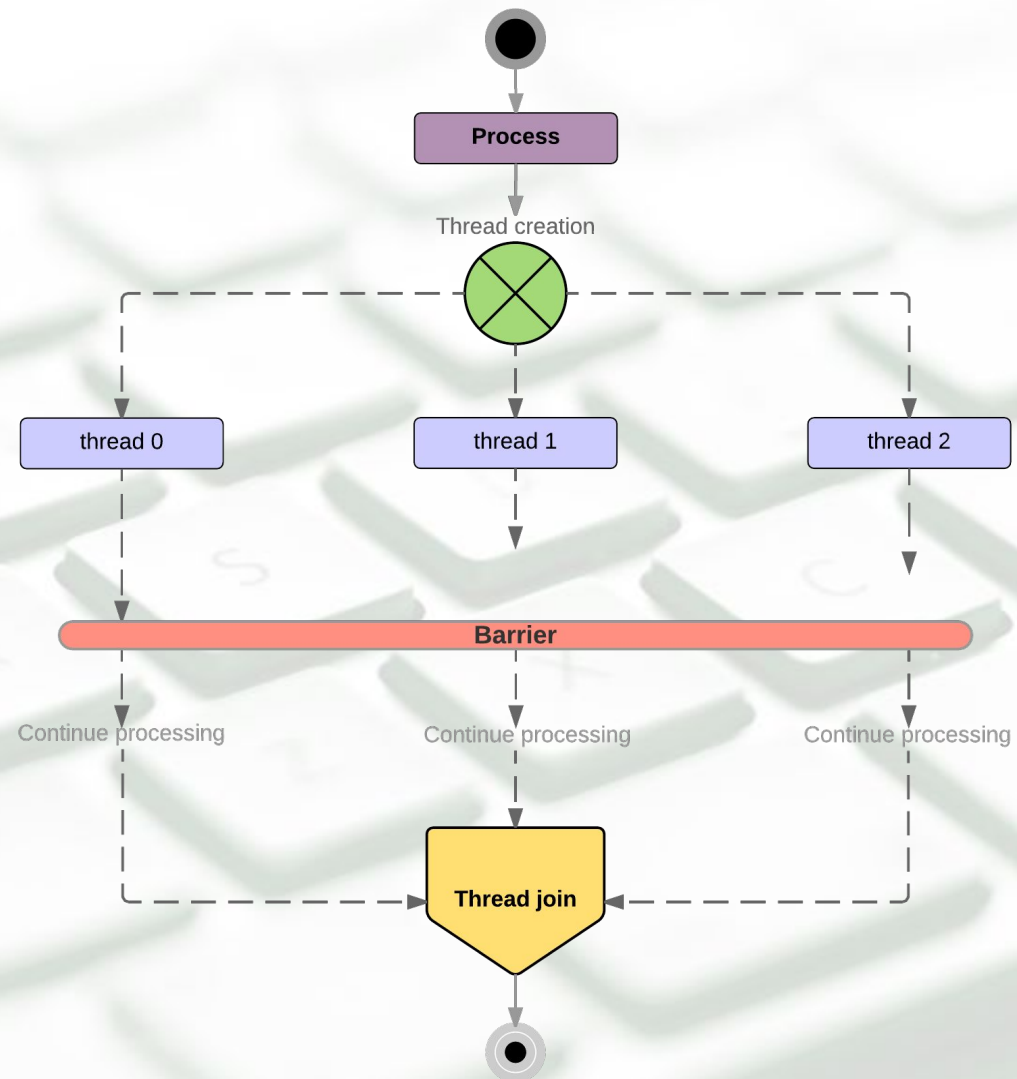 Process
Thread creation
thread 0
thread 1
thread 2
Barrier
Continue processing
Continue processing
Continue processing
Thread join